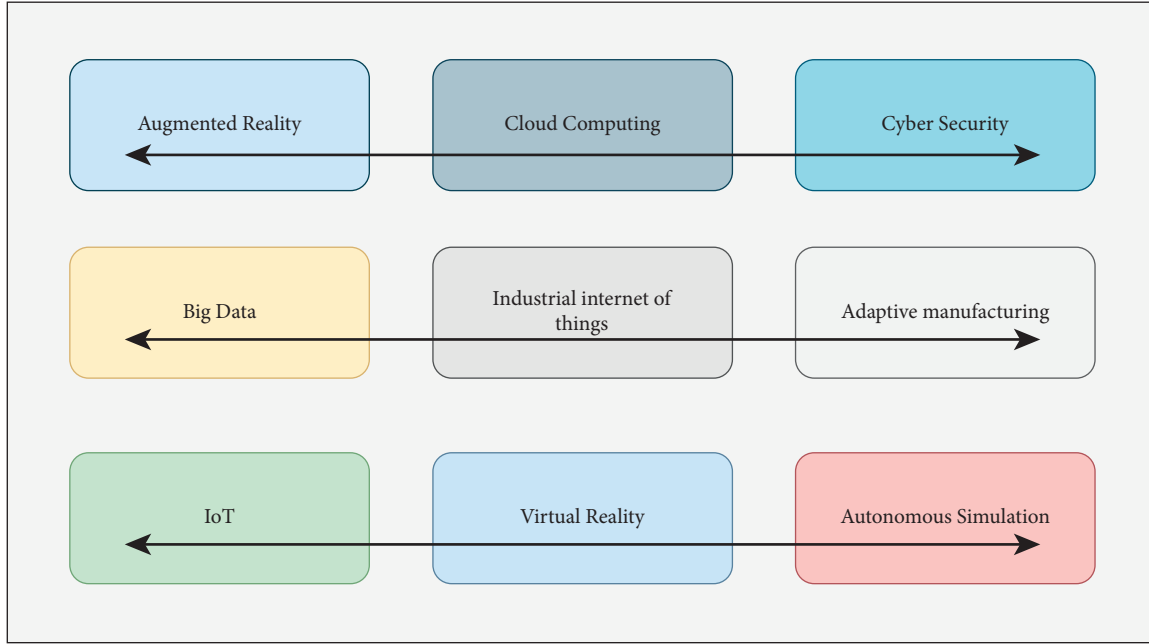 Augmented Reality
Cloud Computing
Cyber Security
Big Data
Industrial internet of
things
Adaptive manufacturing
IoT
Virtual Reality
Autonomous Simulation